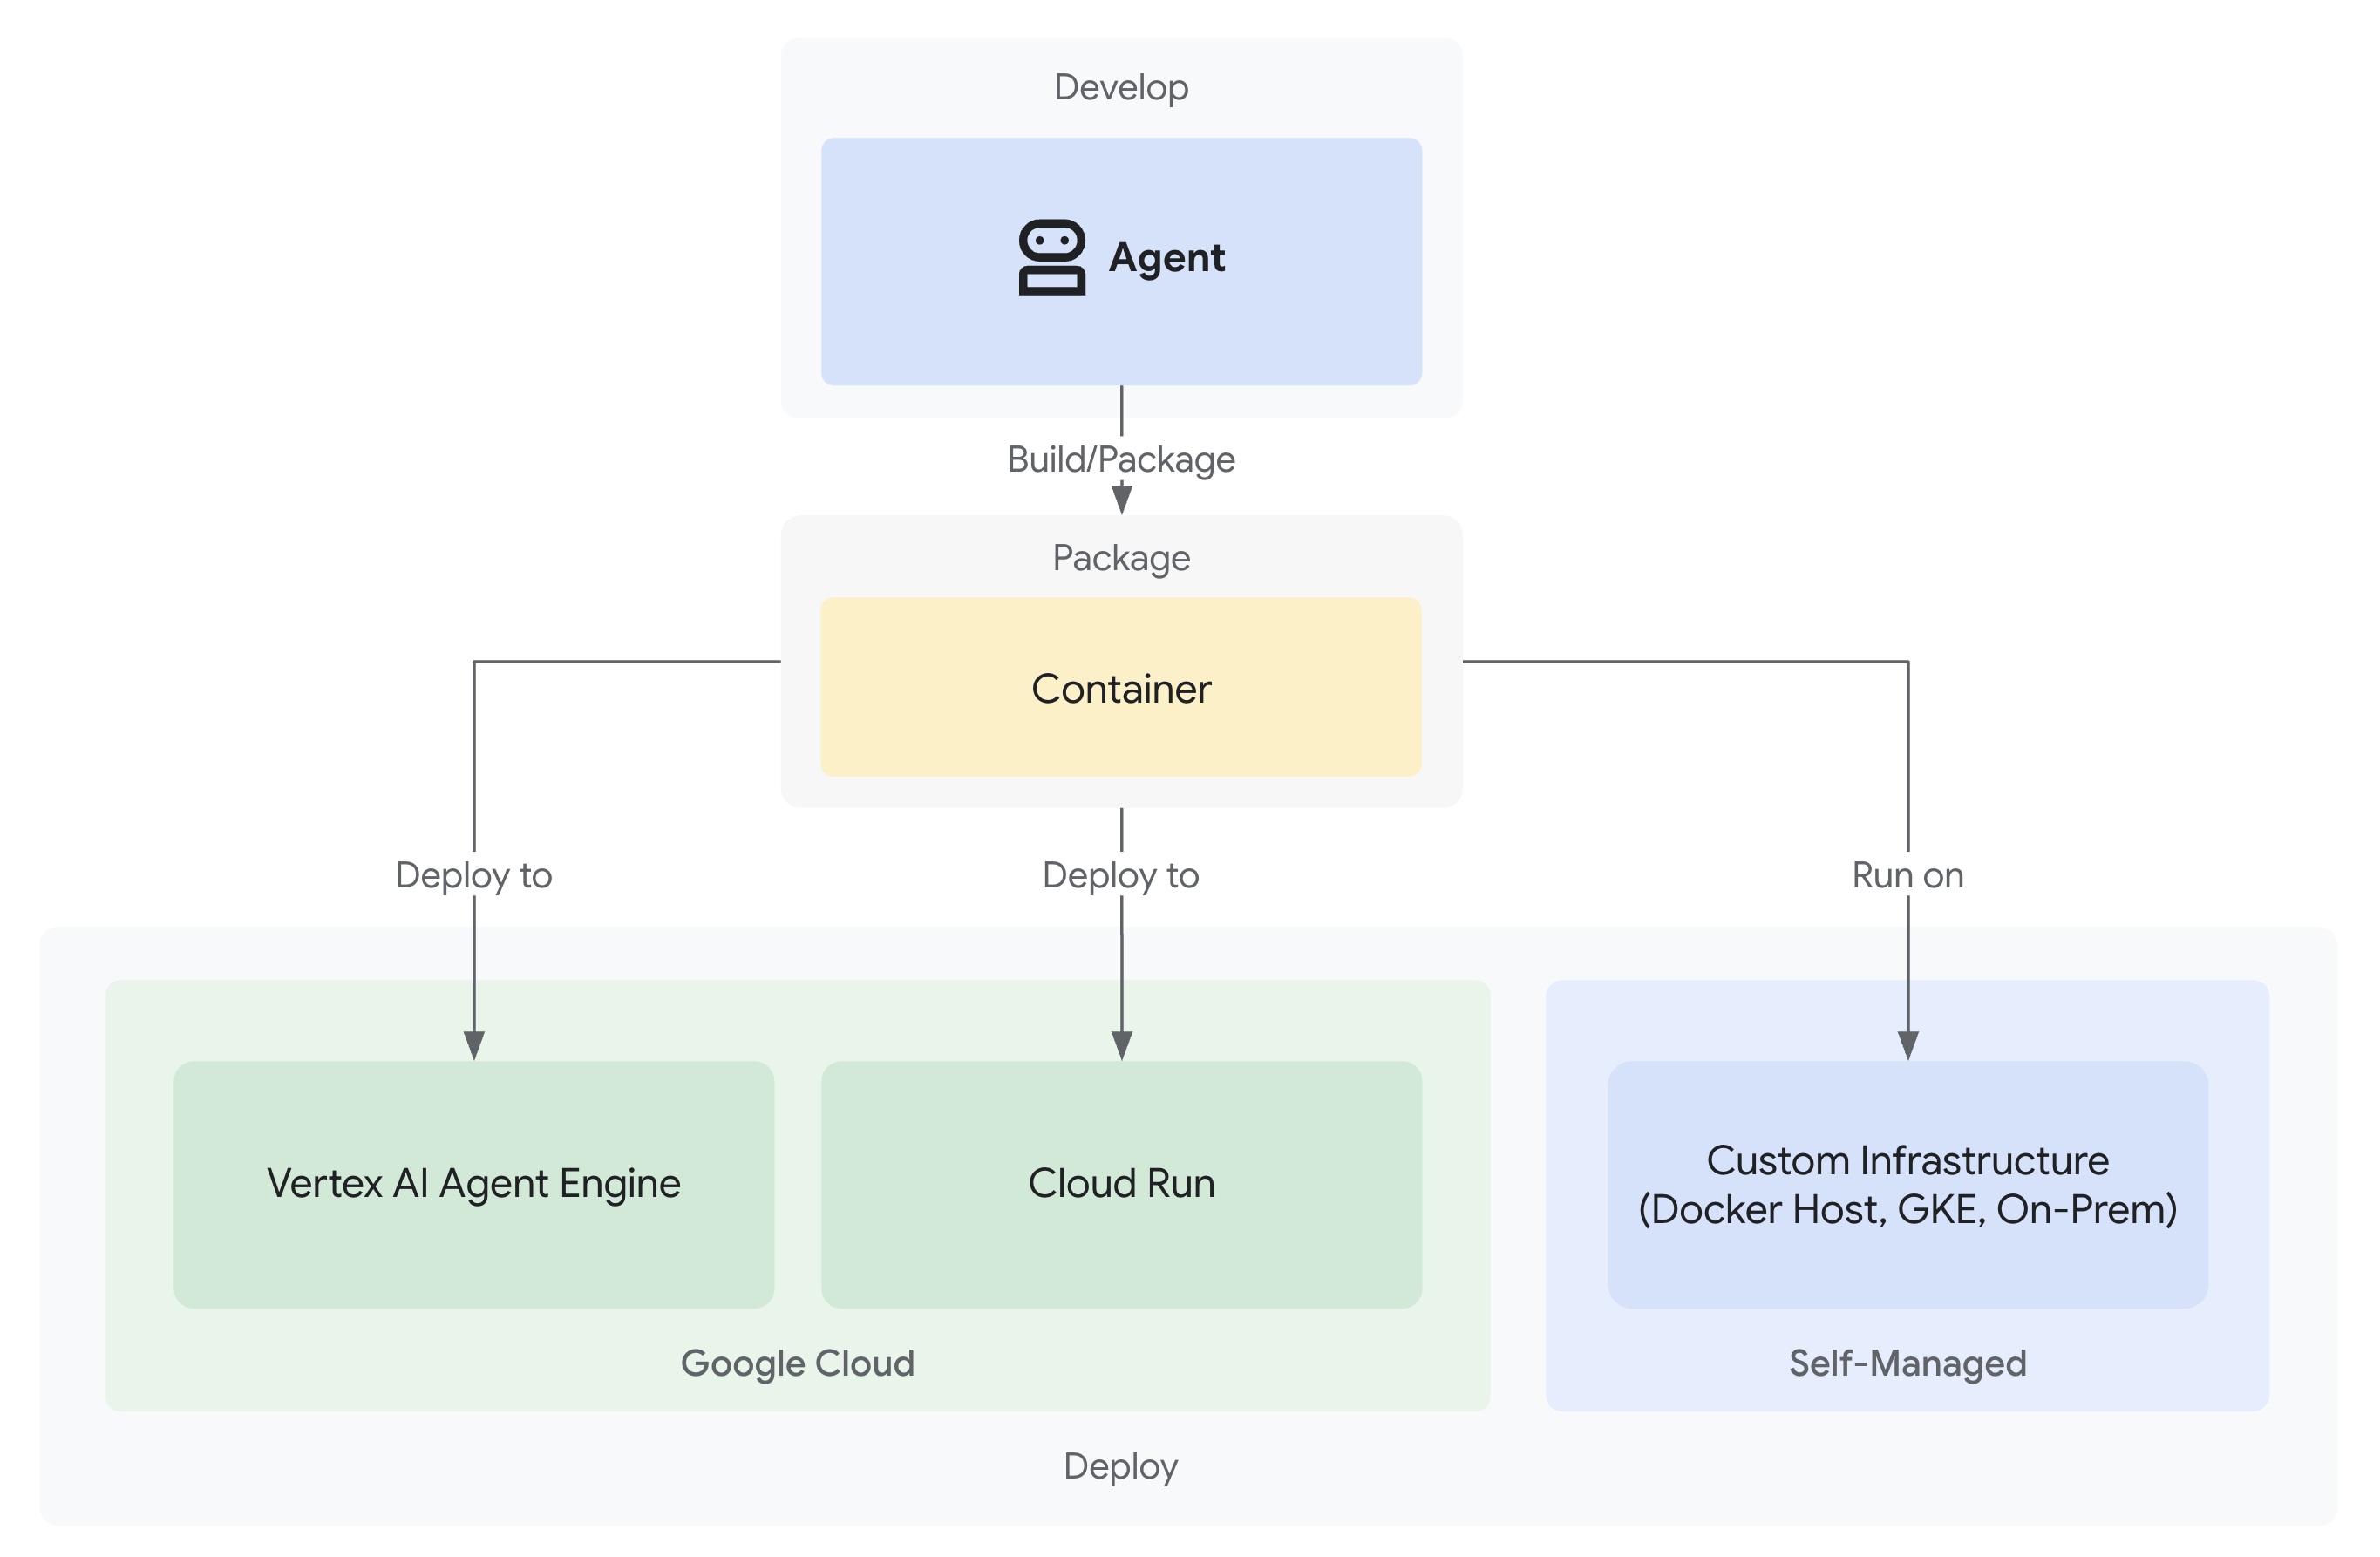 Develop
Agent
Build/Package
Package
Container
Deploy to
Deploy to
Run on
Vertex AI Agent Engine
Cloud Run
Custom Infrastructure
(Docker Host, GKE, On-Prem)
Google Cloud
Self-Managed
Deploy